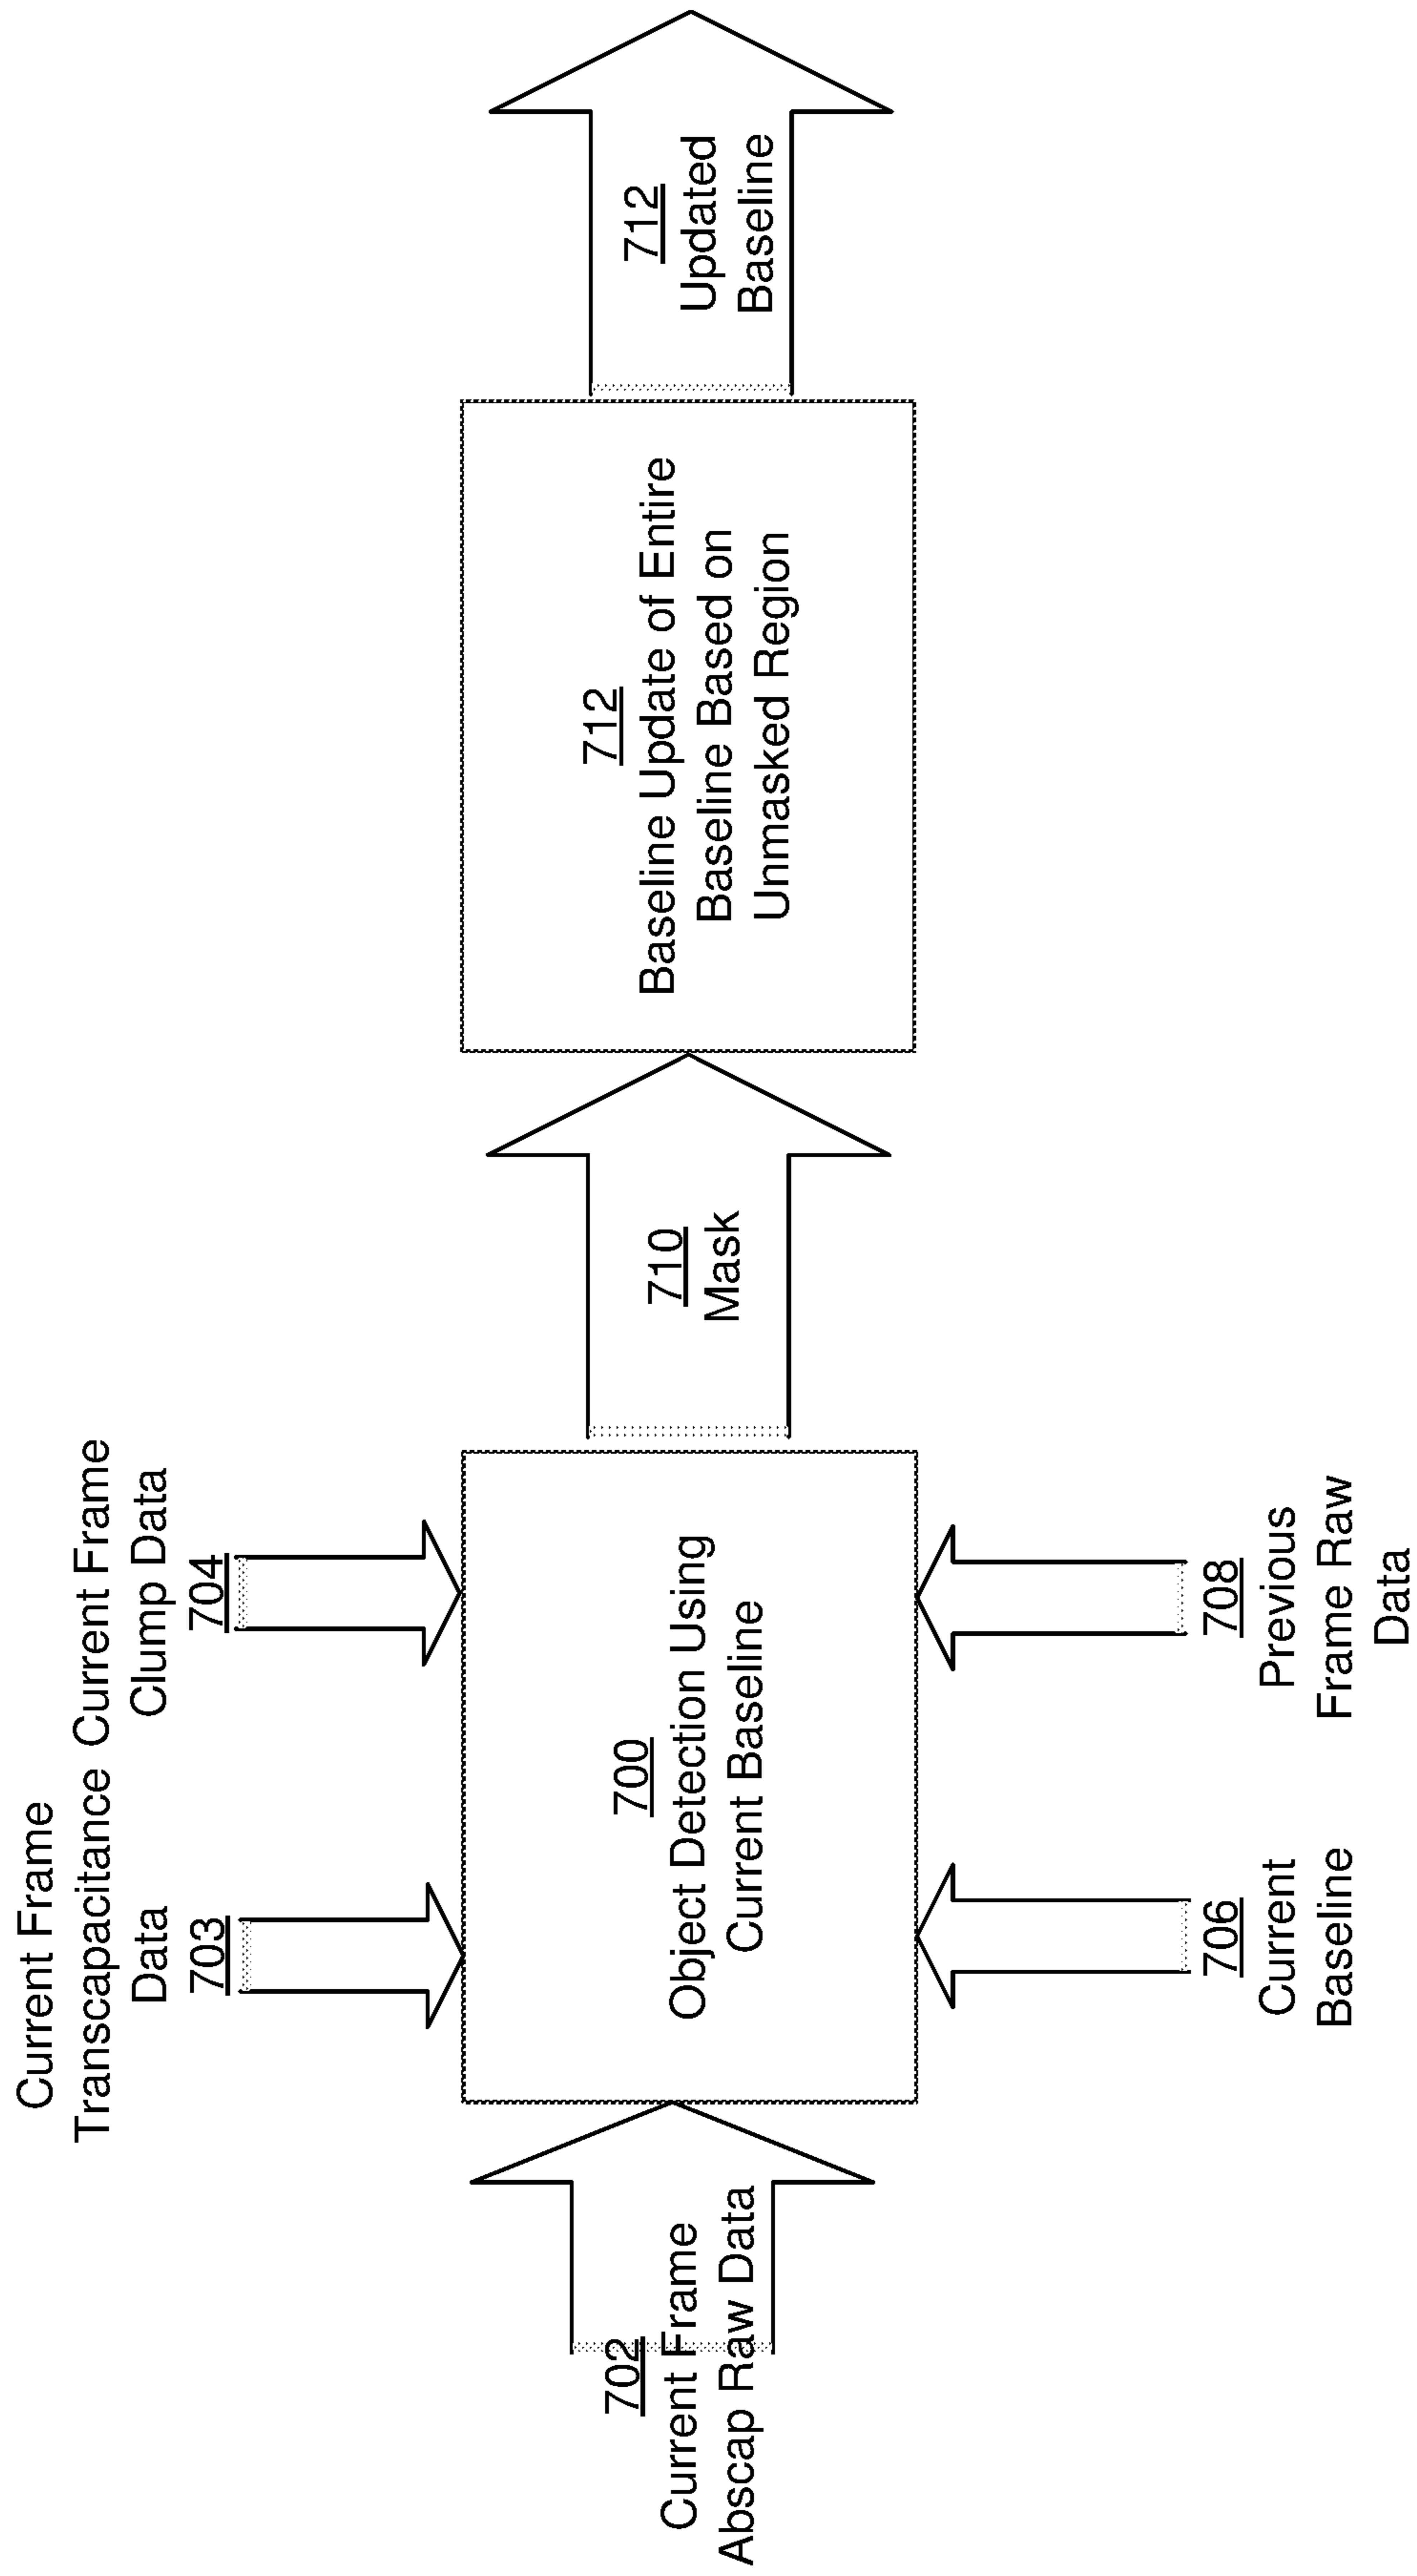 Current Frame
Transcapacitance
Data
703
Current Frame
Clump Data
704
702
Current Frame
Abscap Raw Data
700
Object Detection Using
Current Baseline
710
Mask
712
Baseline Update of Entire
Baseline Based on
Unmasked Region
712
Updated
Baseline
706
Current
Baseline
708
Previous
Frame Raw
Data